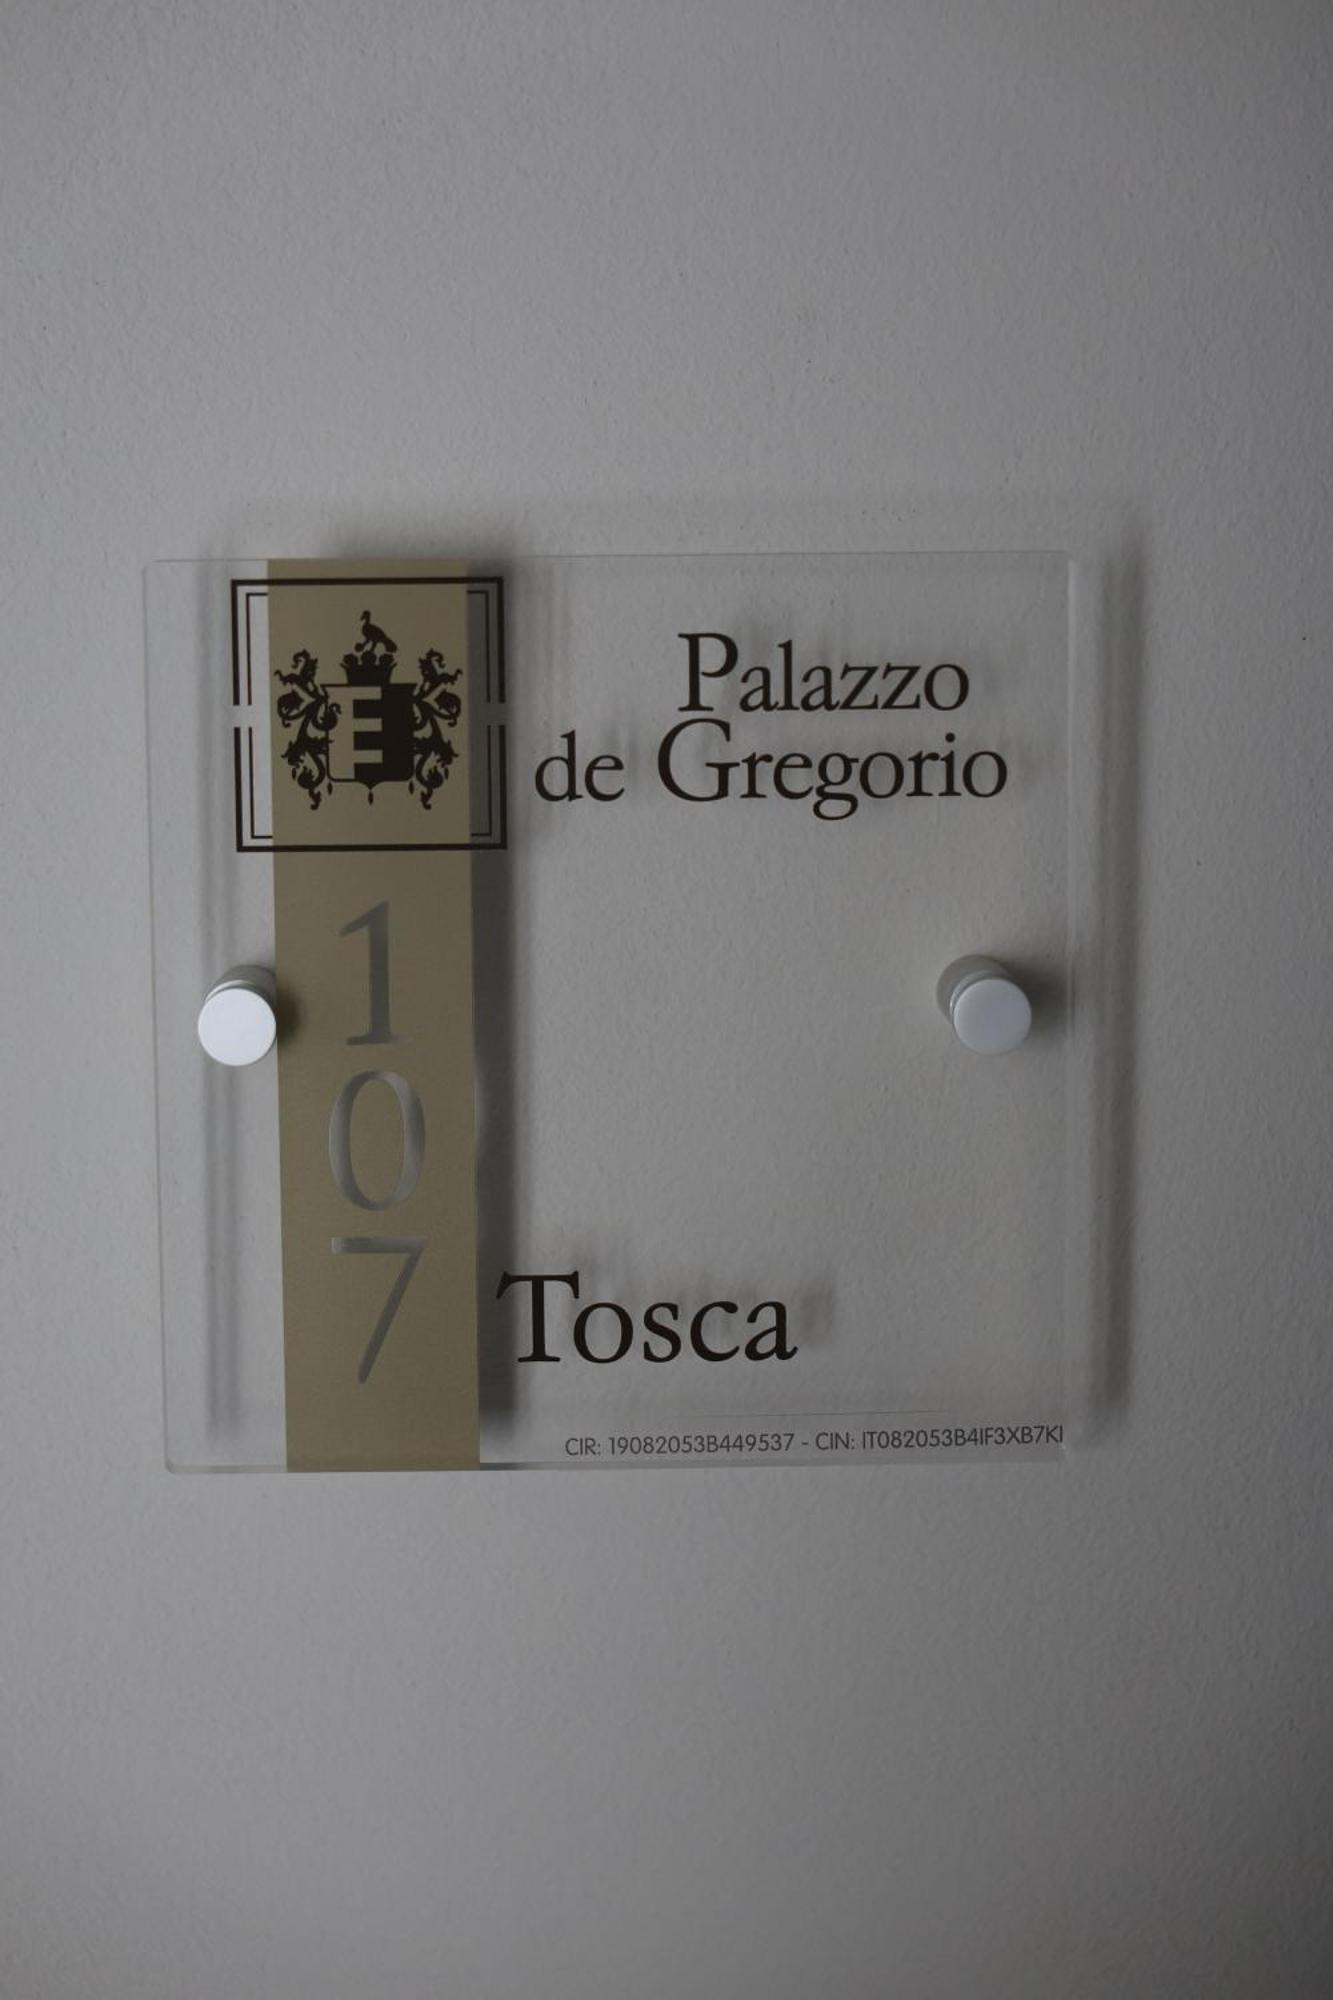 Palazzo
de Gregorio
107
Tosca
CIR: 19082053B449537 - CIN: IT082053B4IF3XB7KI